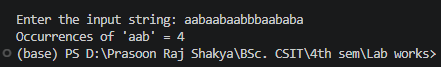 Enter the input string: aabaabaabbbaababa
Occurrences of 'aab' = 4
(base) PS D:\Prasoon Raj Shakya\BSc. CSIT\4th sem\Lab works>